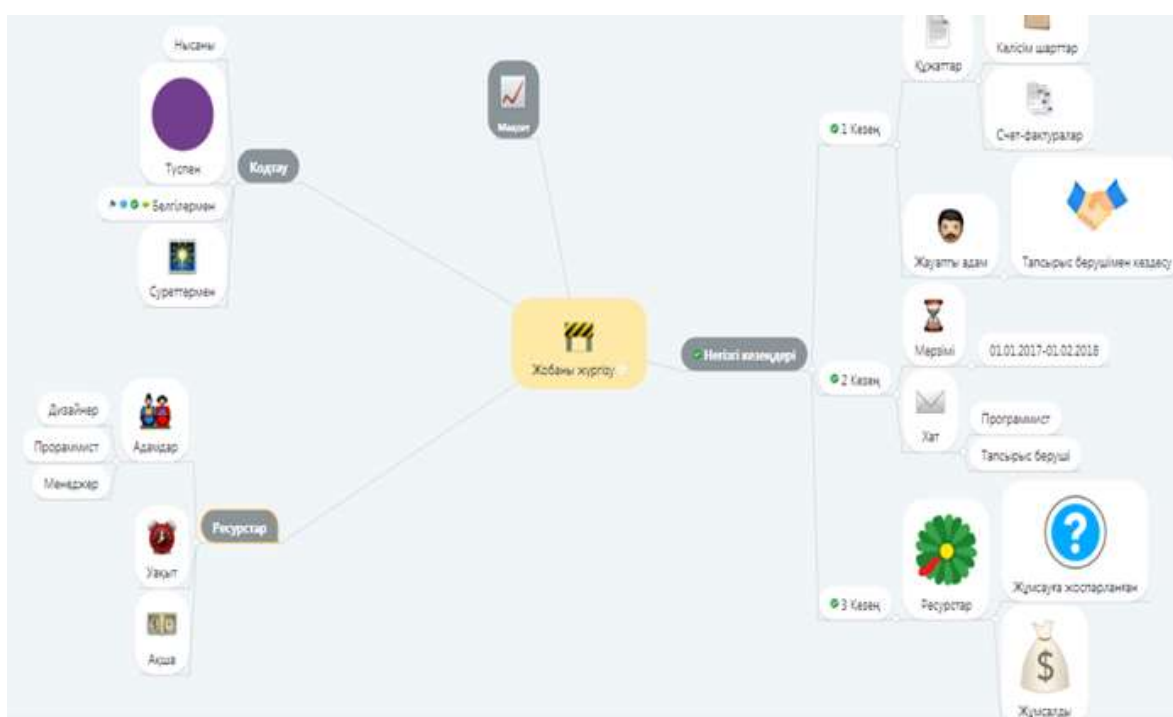 Нысаны
Түспен
Белгілермен
Суреттермен
Кодтау
Мақсат
Жобаны жүргізу
Дизайнер
Прораммист
Менеджер
Адамдар
Уақыт
Ақша
Ресурстар
Негізгі кезеңдері
1 Кезең
Құжаттар
Келісім шарттар
Счет-фактуралар
Жауапты адам
Тапсырыс берушімен кездесу
2 Кезең
Мерзімі
01.01.2017-01.02.2018
Хат
Программист
Тапсырыс беруші
3 Кезең
Ресурстар
Жұмсауға жоспарланған
$
Жұмсалды